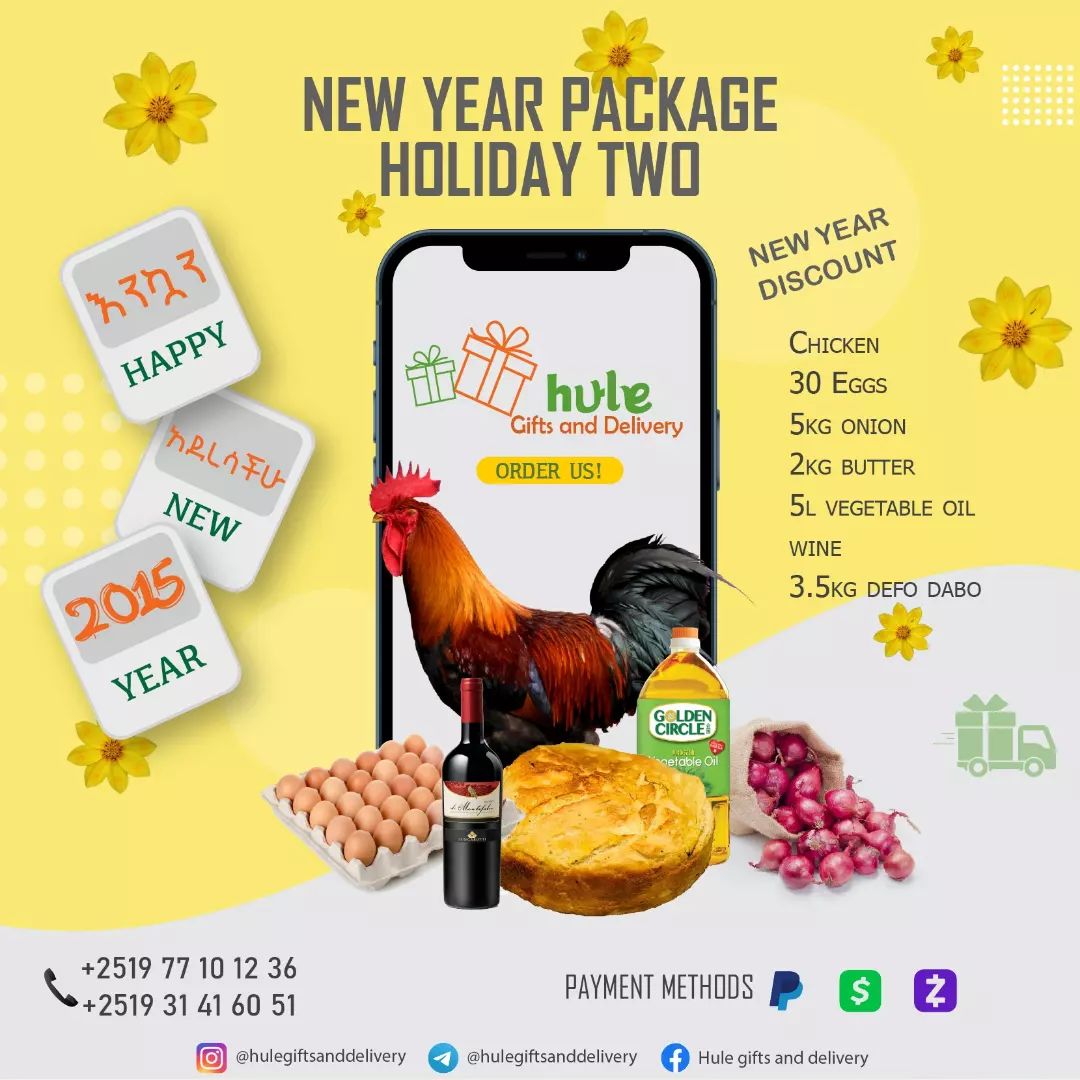 NEW YEAR PACKAGE
HOLIDAY TWO
NEW YEAR
DISCOUNT
እንኳን
HAPPY
አደረሳችሁ
NEW
2015
YEAR
hule
Gifts and Delivery
ORDER US!
CHICKEN
30 EGGS
5KG ONION
2KG BUTTER
5L VEGETABLE OIL
WINE
3.5KG DEFO DABO
GOLDEN
CIRCLE
Vegetable Oil
+2519 77 10 12 36
+2519 31 41 60 51
PAYMENT METHODS
@hulegiftsanddelivery
@hulegiftsanddelivery
Hule gifts and delivery